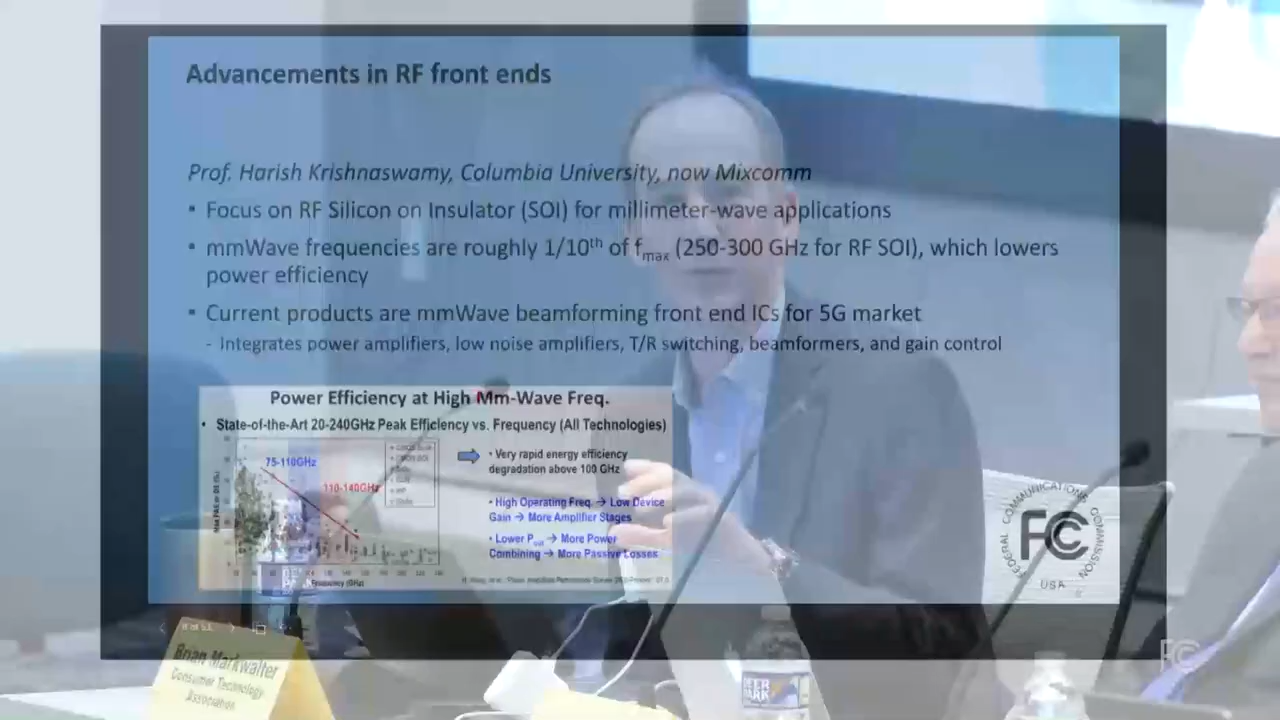 Advancements in RF front ends
Prof. Harish Krishnaswamy, Columbia University, now Mixcomm
▪ Focus on RF Silicon on Insulator (SOI) for millimeter-wave applications
▪ mmWave frequencies are roughly 1/10th of fmax (250-300 GHz for RF SOI), which lowers
power efficiency
▪ Current products are mmWave beamforming front end ICs for 5G market
- Integrates power amplifiers, low noise amplifiers, T/R switching, beamformers, and gain control
Power Efficiency at High Mm-Wave Freq.
• State-of-the-Art 20-240GHz Peak Efficiency vs. Frequency (All Technologies)
75-110GHz
110-140GHz
Frequency (GHz)
• Very rapid energy efficiency
degradation above 100 GHz
• High Operating Freq. → Low Device
Gain → More Amplifier Stages
• Lower Pout → More Power
Combining → More Passive Losses
FEDERAL COMMUNICATIONS COMMISSION
FCC
USA
Brian Markwalter
Consumer Technology
Association
DEER
PARK
FCC